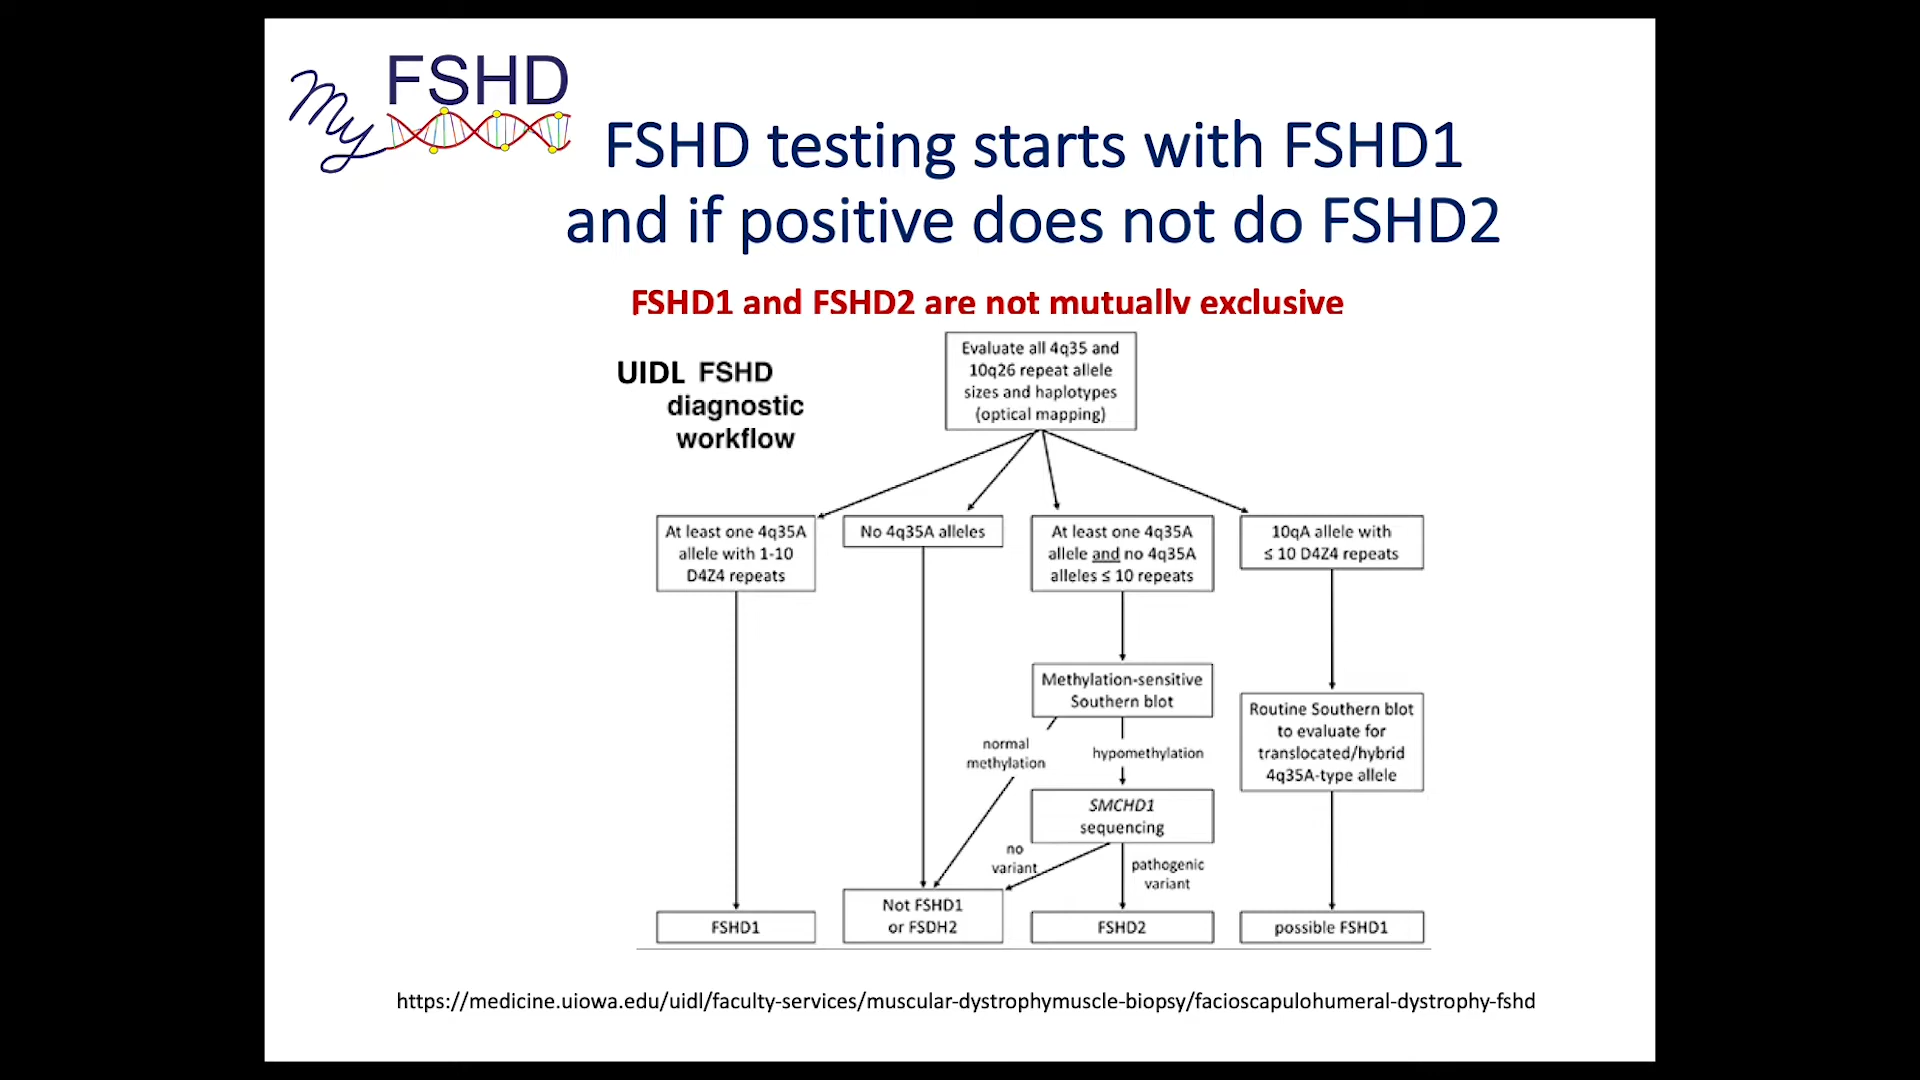 My FSHD
FSHD testing starts with FSHD1
and if positive does not do FSHD2
FSHD1 and FSHD2 are not mutually exclusive
UIDL FSHD
diagnostic
workflow
Evaluate all 4q35 and
10q26 repeat allele
sizes and haplotypes
(optical mapping)
At least one 4q35A
allele with 1-10
D4Z4 repeats
No 4q35A alleles
At least one 4q35A
allele and no 4q35A
alleles ≤ 10 repeats
10qA allele with
≤ 10 D4Z4 repeats
Methylation-sensitive
Southern blot
Routine Southern blot
to evaluate for
translocated/hybrid
4q35A-type allele
normal
methylation
hypomethylation
SMCHD1
sequencing
no
variant
pathogenic
variant
FSHD1
Not FSHD1
or FSDH2
FSHD2
possible FSHD1
https://medicine.uiowa.edu/uidl/faculty-services/muscular-dystrophymuscle-biopsy/facioscapulohumeral-dystrophy-fshd